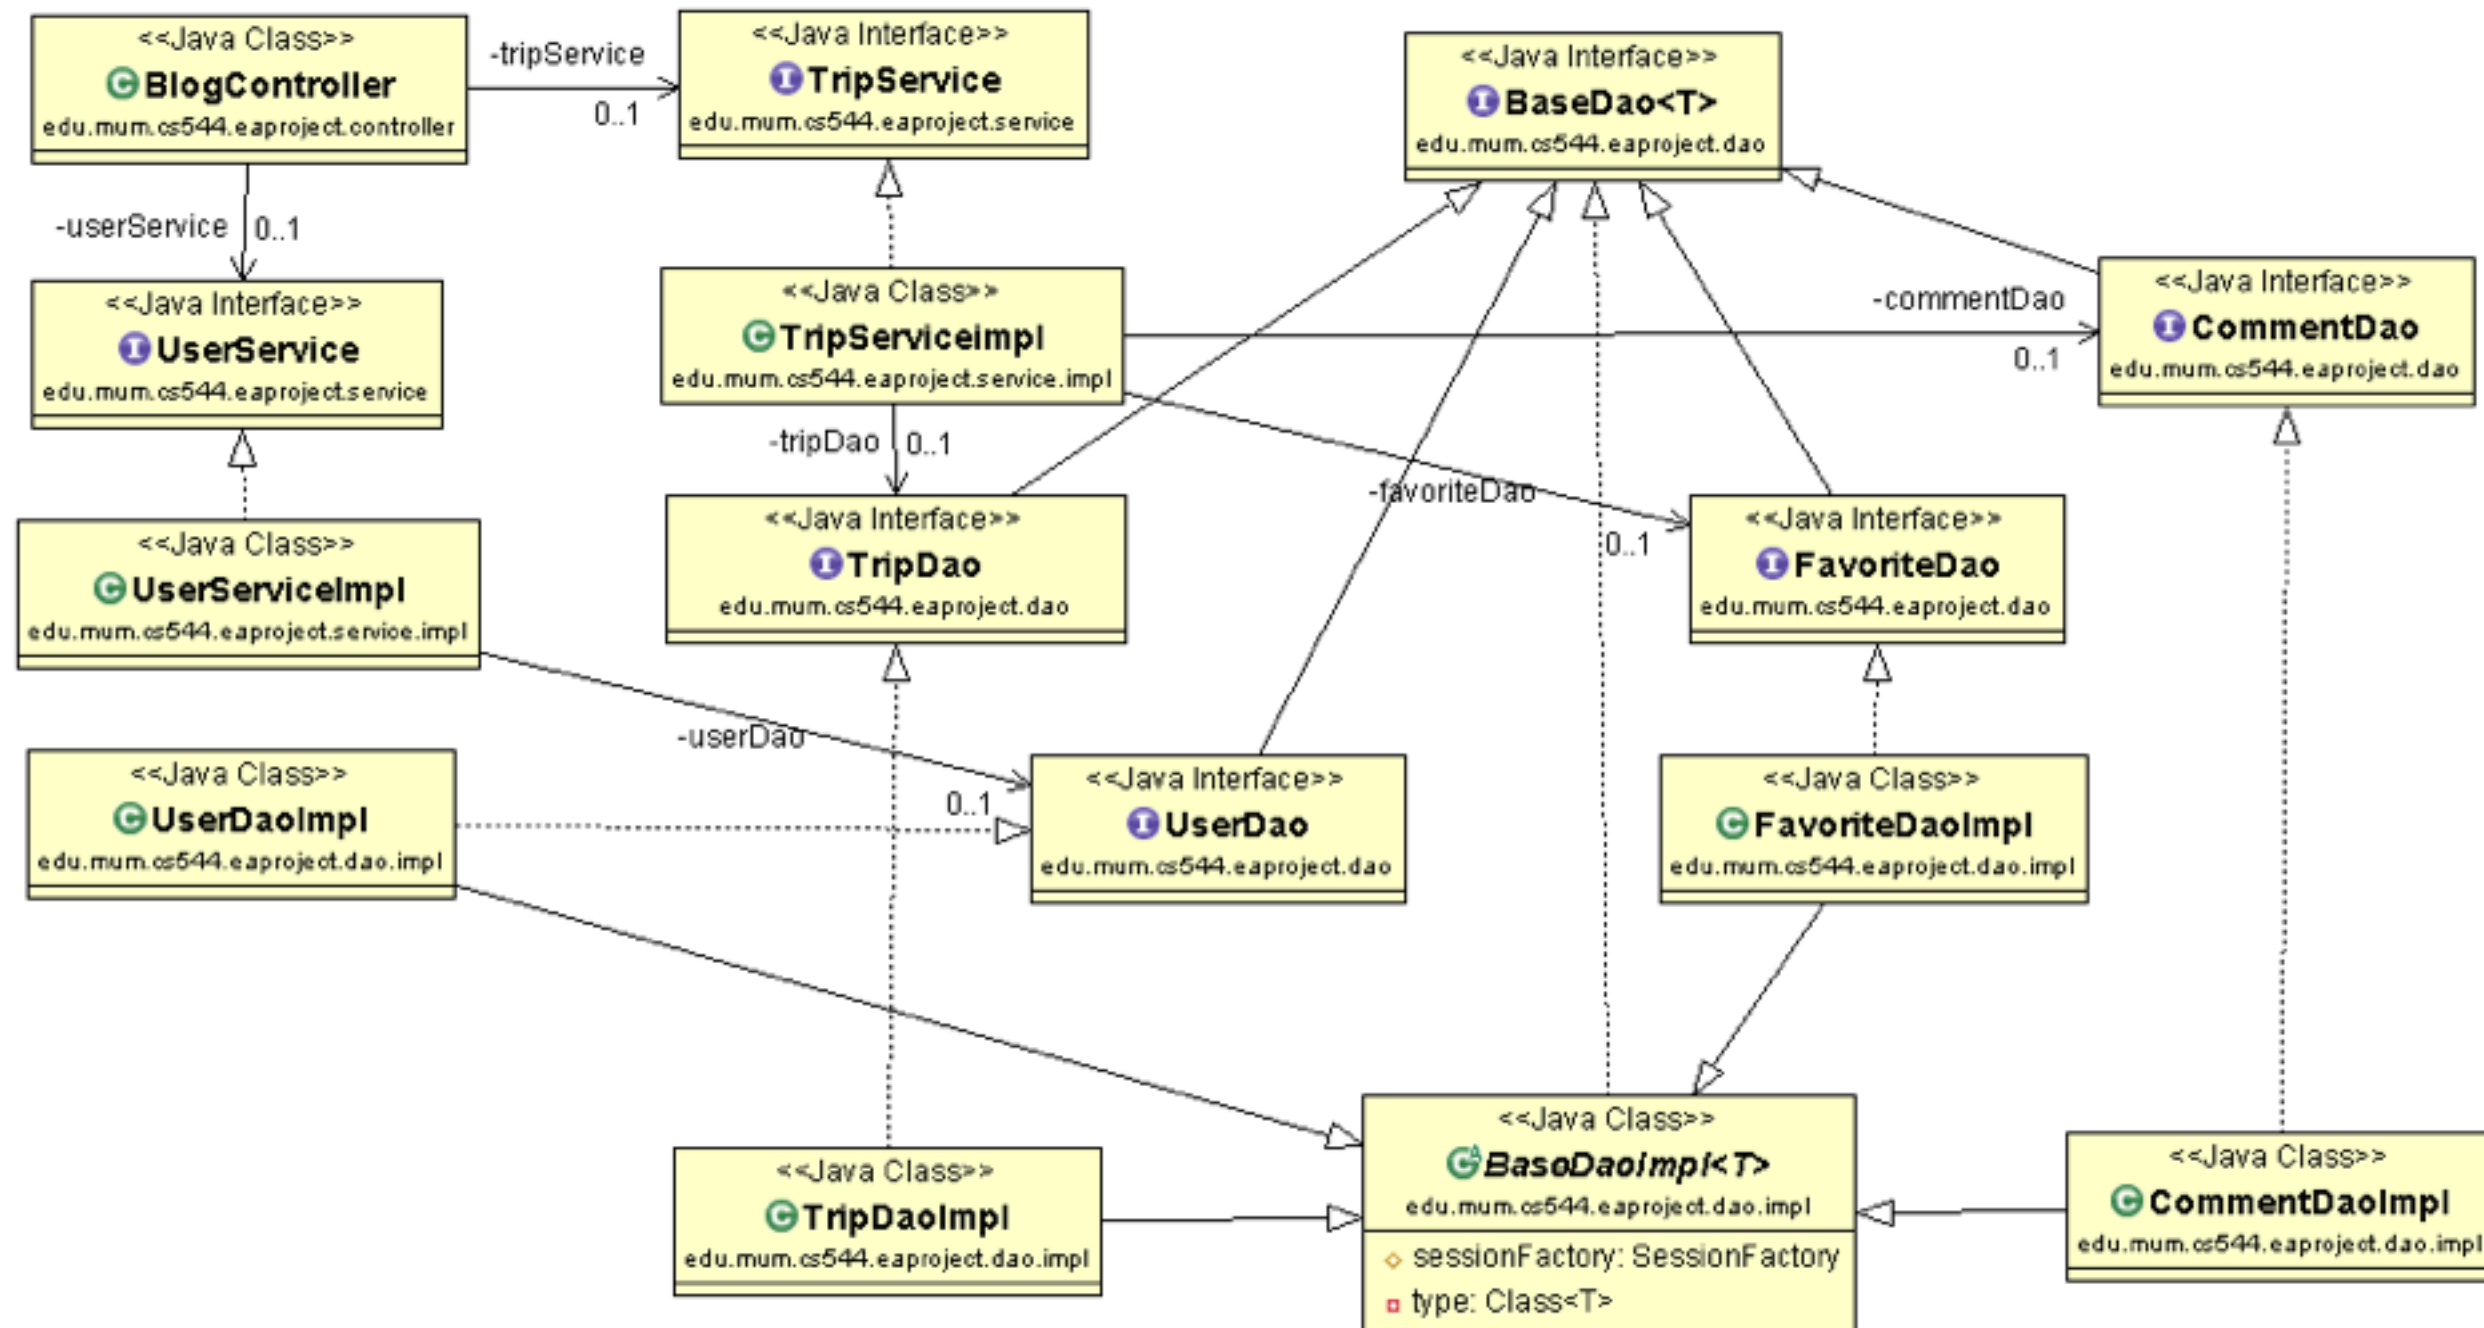 <<Java Class>>
BlogController
edu.mum.cs544.eaproject.controller
-tripService
0..1
<<Java Interface>>
TripService
edu.mum.cs544.eaproject.service
<<Java Interface>>
BaseDao<T>
edu.mum.cs544.eaproject.dao
-userService
0..1
<<Java Interface>>
UserService
edu.mum.cs544.eaproject.service
<<Java Class>>
TripServiceImpl
edu.mum.cs544.eaproject.service.impl
-commentDao
0..1
<<Java Interface>>
CommentDao
edu.mum.cs544.eaproject.dao
-tripDao
0..1
-favoriteDao
0..1
<<Java Class>>
UserServiceImpl
edu.mum.cs544.eaproject.service.impl
<<Java Interface>>
TripDao
edu.mum.cs544.eaproject.dao
<<Java Interface>>
FavoriteDao
edu.mum.cs544.eaproject.dao
-userDao
0..1
<<Java Class>>
UserDaoImpl
edu.mum.cs544.eaproject.dao.impl
<<Java Interface>>
UserDao
edu.mum.cs544.eaproject.dao
<<Java Class>>
FavoriteDaoImpl
edu.mum.cs544.eaproject.dao.impl
<<Java Class>>
TripDaoImpl
edu.mum.cs544.eaproject.dao.impl
<<Java Class>>
BaseDaoImpl<T>
edu.mum.cs544.eaproject.dao.impl
sessionFactory: SessionFactory
type: Class<T>
<<Java Class>>
CommentDaoImpl
edu.mum.cs544.eaproject.dao.impl